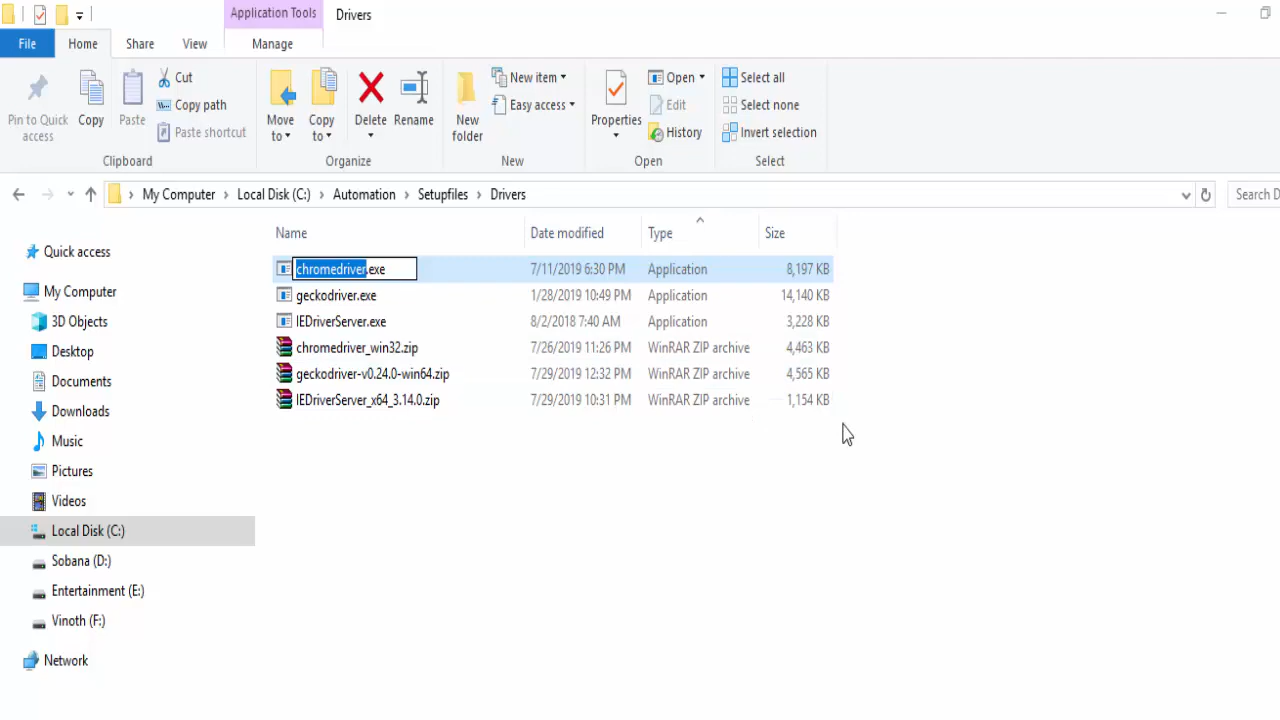 Application Tools
Drivers
File
Home
Share
View
Manage
Pin to Quick
access
Copy
Paste
Cut
Copy path
Paste shortcut
Clipboard
Move
to
Copy
to
Delete
Rename
Organize
New
folder
New item
Easy access
New
Properties
Open
Edit
History
Open
Select all
Select none
Invert selection
Select
My Computer
Local Disk (C:)
Automation
Setupfiles
Drivers
Search D
Name
Date modified
Type
Size
chromedriver.exe 7/11/2019 6:30 PM Application 8,197 KB
geckodriver.exe 1/28/2019 10:49 PM Application 14,140 KB
IEDriverServer.exe 8/2/2018 7:40 AM Application 3,228 KB
chromedriver_win32.zip 7/26/2019 11:26 PM WinRAR ZIP archive 4,463 KB
geckodriver-v0.24.0-win64.zip 7/29/2019 12:32 PM WinRAR ZIP archive 4,565 KB
IEDriverServer_x64_3.14.0.zip 7/29/2019 10:31 PM WinRAR ZIP archive 1,154 KB
Quick access
My Computer
3D Objects
Desktop
Documents
Downloads
Music
Pictures
Videos
Local Disk (C:)
Sobana (D:)
Entertainment (E:)
Vinoth (F:)
Network